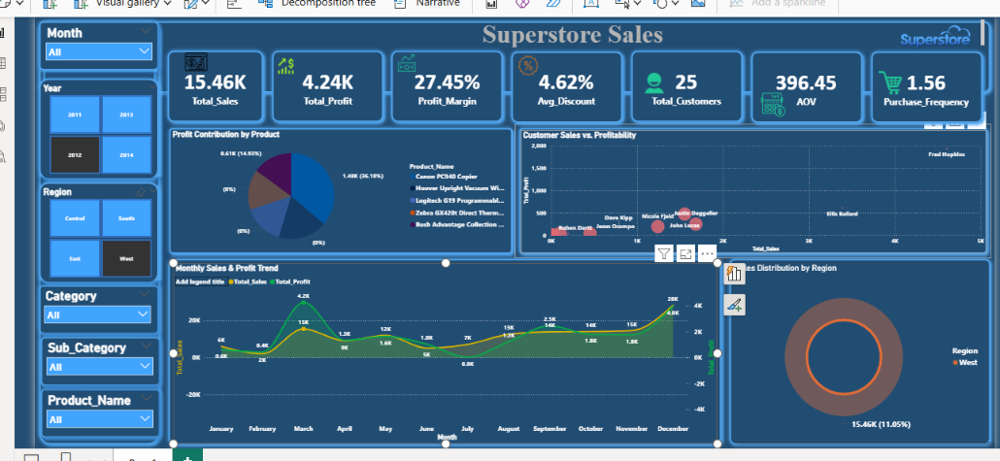 Visual gallery
Decomposition tree
Narrative
Add a sparkline
Month
All
Superstore Sales
Superstore
15.46K
Total_Sales
4.24K
Total_Profit
27.45%
Profit_Margin
4.62%
Avg_Discount
25
Total_Customers
396.45
AOV
1.56
Purchase_Frequency
Year
2011
2013
2012
2014
Region
Central
South
East
West
Category
All
Sub_Category
All
Product_Name
All
Profit Contribution by Product
0.61K (14.93%)
1.48K (36.18%)
(0%)
(0%)
(0%)
Product_Name
Canon PC940 Copier
Hoover Upright Vacuum Wi...
Logitech G19 Programmabl...
Zebra GX420t Direct Therm...
Bush Advantage Collection ...
Customer Sales vs. Profitability
2,000
1,500
1,000
500
0
Total_Profit
Fred Hopkins
Ellis Ballard
Justin Deggeller
Nicole Fjeld
Dave Kipp
John Lucas
Jesus Ocampo
Ruben Dartt
0K
1K
2K
3K
4K
5K
Total_Sales
Monthly Sales & Profit Trend
Add legend title
Total_Sales
Total_Profit
20K
0K
-20K
Total_Sales
6K
0.6K
0.4K
2K
4.2K
15K
1.3K
9K
12K
1.6K
1.0K
5K
7K
0.0K
13K
1.2K
2.5K
14K
14K
1.8K
15K
1.8K
28K
4.0K
4K
2K
0K
-2K
-4K
Total_Profit
January
February
March
April
May
June
July
August
September
October
November
December
Month
es Distribution by Region
Region
West
15.46K (11.05%)